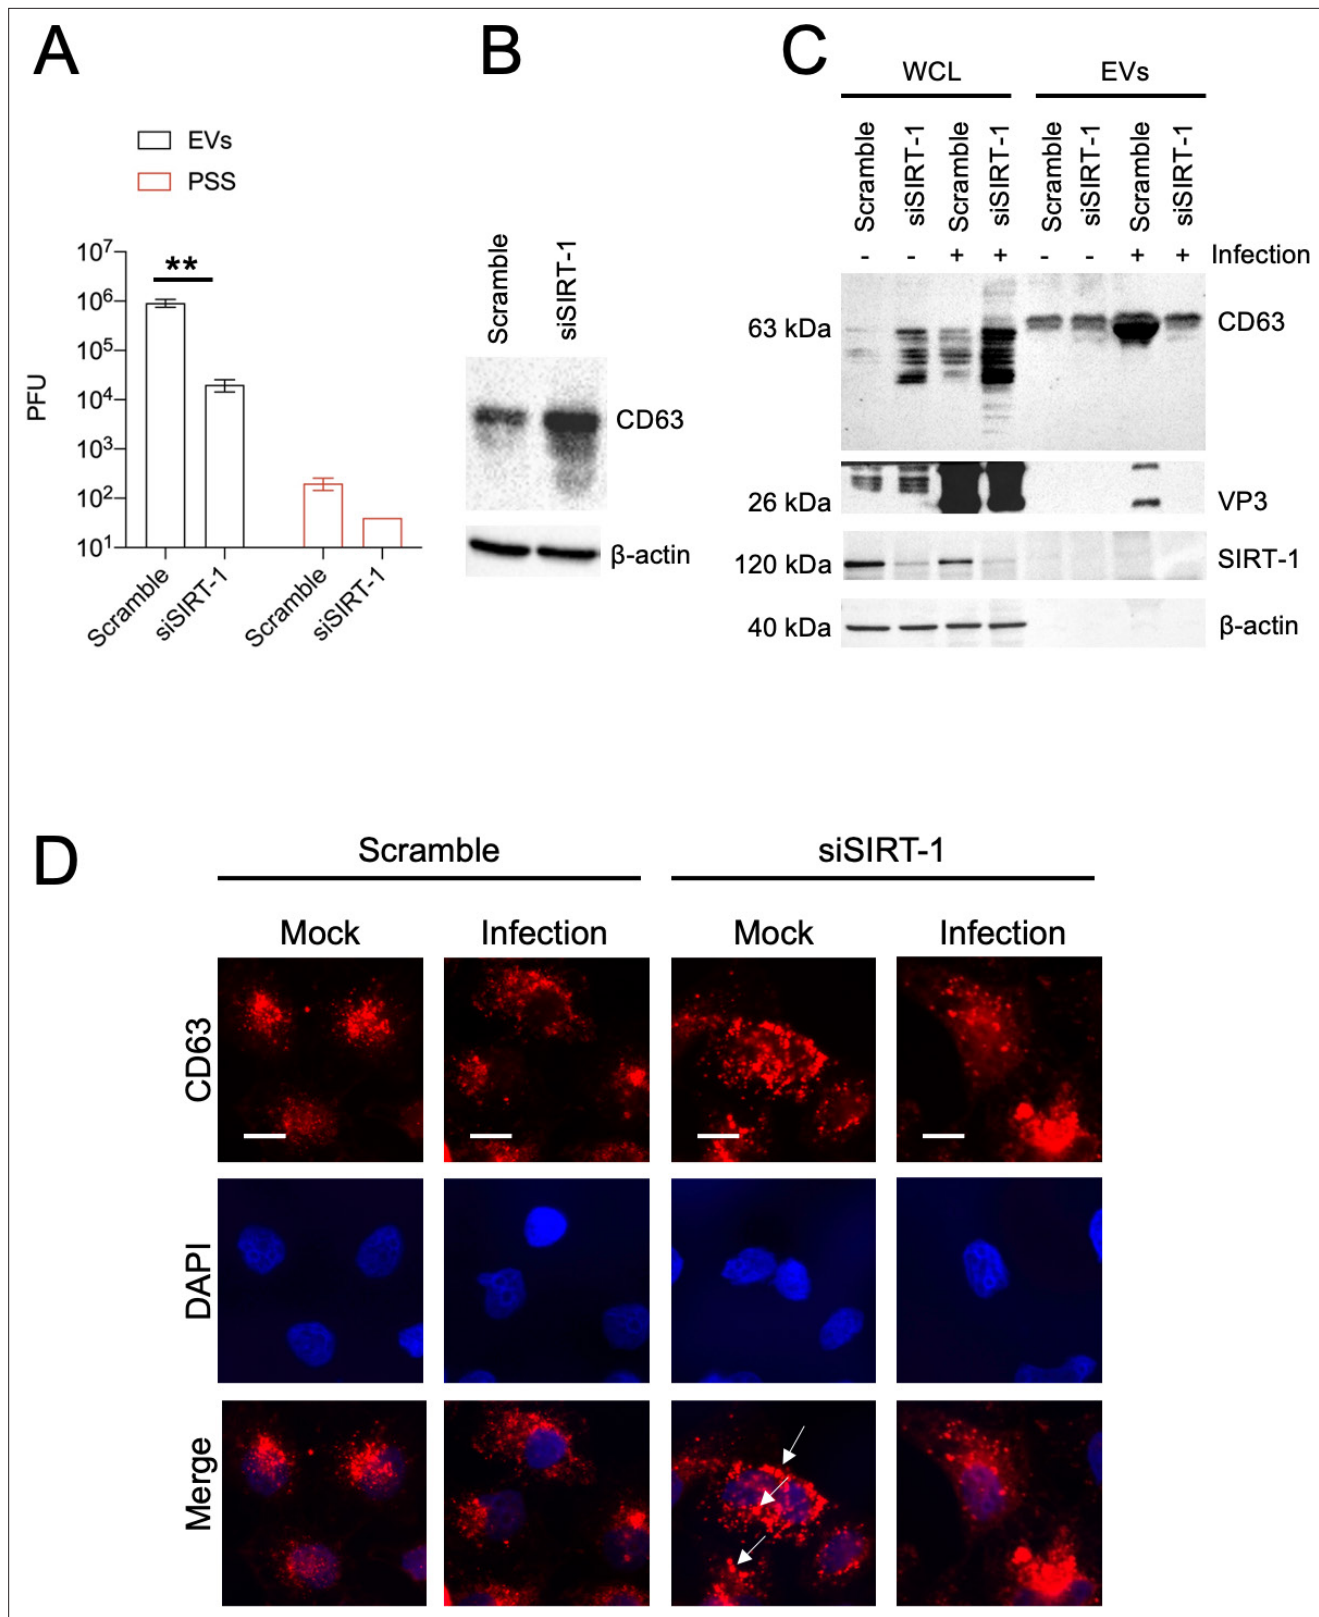 A
EVs
PSS
10⁷
10⁶
10⁵
10⁴
10³
10²
10¹
PFU
**
Scramble
siSIRT-1
Scramble
siSIRT-1
B
Scramble
siSIRT-1
CD63
β-actin
C
WCL EVs
Scramble siSIRT-1 Scramble siSIRT-1 Scramble siSIRT-1 Scramble siSIRT-1
- - + + - - + + Infection
63 kDa CD63
26 kDa VP3
120 kDa SIRT-1
40 kDa β-actin
D
Scramble siSIRT-1
Mock Infection Mock Infection
CD63
DAPI
Merge